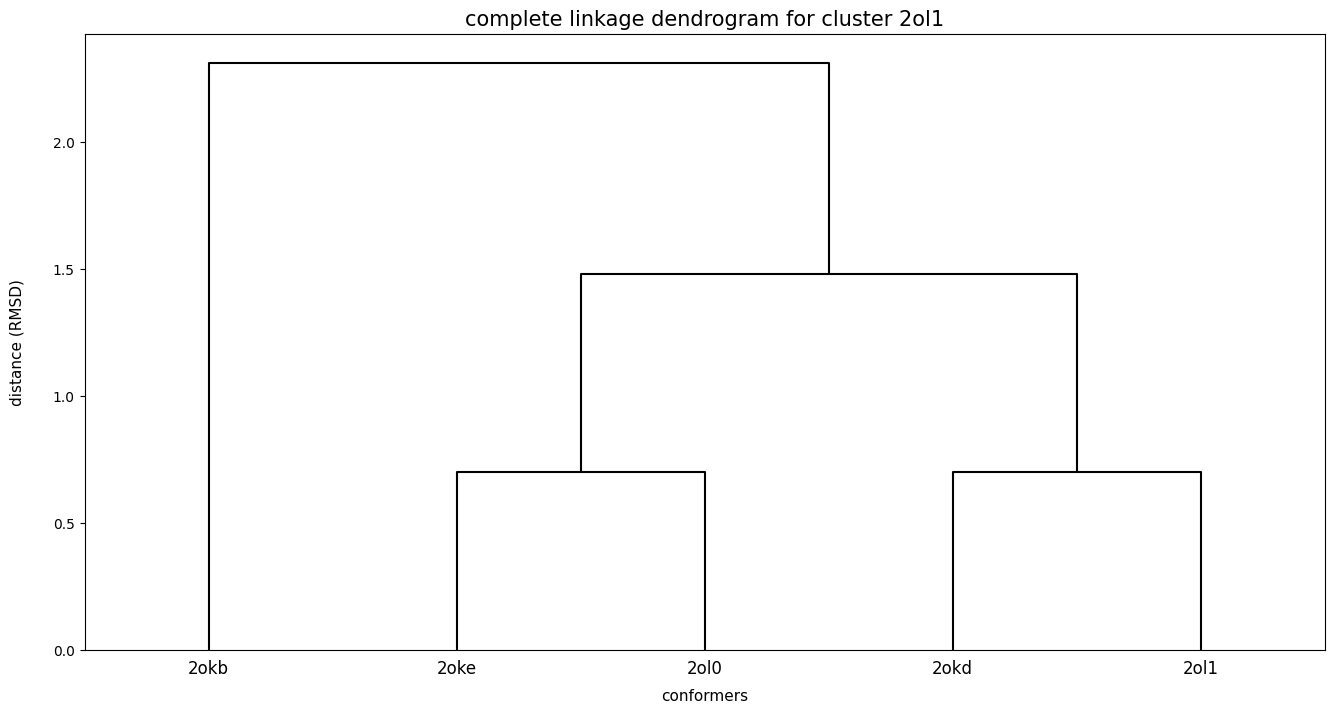 complete linkage dendrogram for cluster 2ol1
2.0
1.5
1.0
0.5
0.0
distance (RMSD)
2okb 2oke 2ol0 2okd 2ol1
conformers